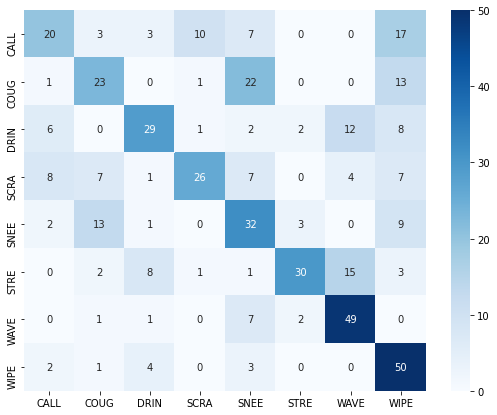 CALL 20 3 3 10 7 0 0 17
COUG 1 23 0 1 22 0 0 13
DRIN 6 0 29 1 2 2 12 8
SCRA 8 7 1 26 7 0 4 7
SNEE 2 13 1 0 32 3 0 9
STRE 0 2 8 1 1 30 15 3
WAVE 0 1 1 0 7 2 49 0
WIPE 2 1 4 0 3 0 0 50
CALL COUG DRIN SCRA SNEE STRE WAVE WIPE
50
40
30
20
10
0